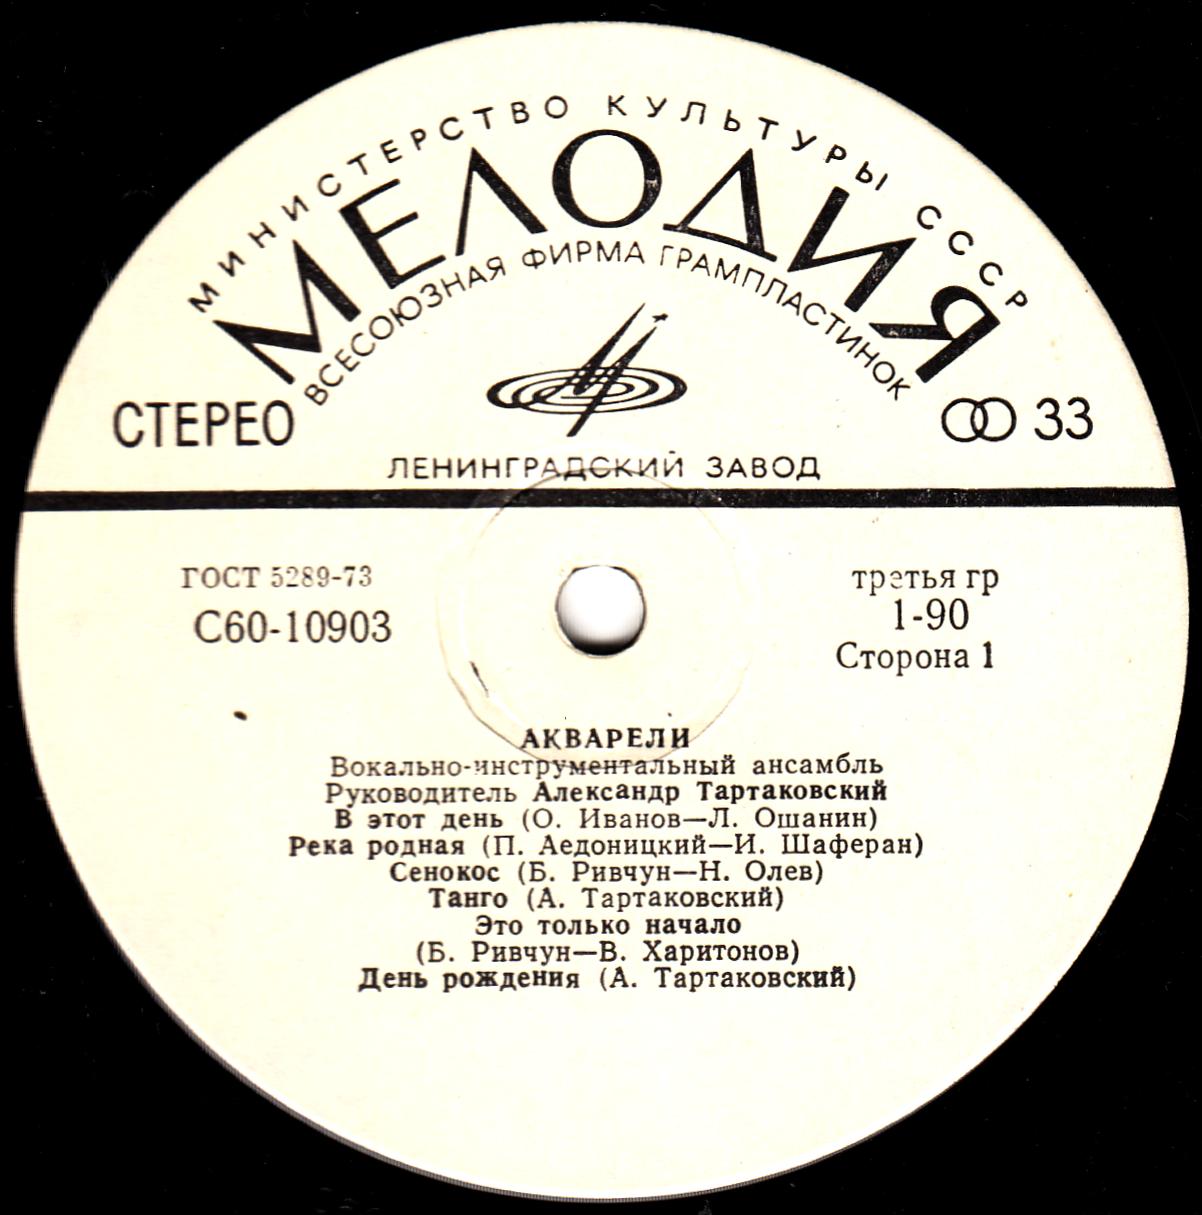 МИНИСТЕРСТВО КУЛЬТУРЫ СССР
МЕЛОДИЯ
ВСЕСОЮЗНАЯ ФИРМА ГРАМПЛАСТИНОК
СТЕРЕО
33
ЛЕНИНГРАДСКИЙ ЗАВОД
ГОСТ 5289-73
третья гр
С60-10903
1-90
Сторона 1
АКВАРЕЛИ
Вокально-инструментальный ансамбль
Руководитель Александр Тартаковский
В этот день (О. Иванов—Л. Ошанин)
Река родная (П. Аедоницкий—И. Шаферан)
Сенокос (Б. Ривчун—Н. Олев)
Танго (А. Тартаковский)
Это только начало
(Б. Ривчун—В. Харитонов)
День рождения (А. Тартаковский)